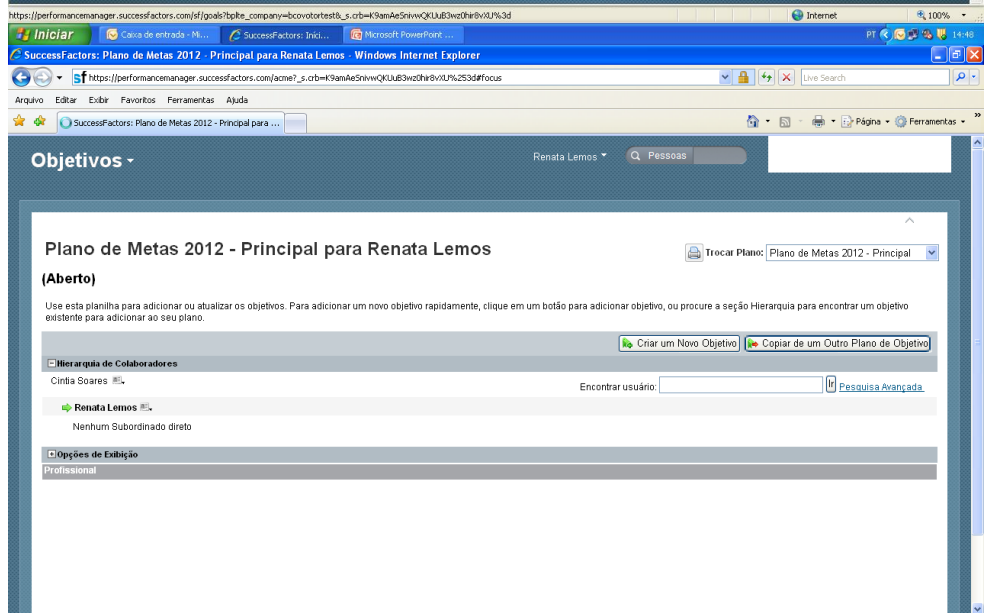 https://performancemanager.successfactors.com/sf/goals?bplte_company=bcovotortest&_s.crb=K9amAeSnivwQKUuB3wz0hir8vXU%3d Internet 100%
Iniciar Caixa de entrada - Mi... SuccessFactors: Iníci... Microsoft PowerPoint ... PT 14:48
SuccessFactors: Plano de Metas 2012 - Principal para Renata Lemos - Windows Internet Explorer
https://performancemanager.successfactors.com/acme?_s.crb=K9amAeSnivwQKUuB3wz0hir8vXU%253d#focus Live Search
Arquivo Editar Exibir Favoritos Ferramentas Ajuda
SuccessFactors: Plano de Metas 2012 - Principal para ... Página Ferramentas
Objetivos Renata Lemos Pessoas
Plano de Metas 2012 - Principal para Renata Lemos
Trocar Plano: Plano de Metas 2012 - Principal
(Aberto)
Use esta planilha para adicionar ou atualizar os objetivos. Para adicionar um novo objetivo rapidamente, clique em um botão para adicionar objetivo, ou procure a seção Hierarquia para encontrar um objetivo
existente para adicionar ao seu plano.
Criar um Novo Objetivo Copiar de um Outro Plano de Objetivo
Hierarquia de Colaboradores
Cintia Soares
Encontrar usuário: Ir Pesquisa Avançada
Renata Lemos
Nenhum Subordinado direto
Opções de Exibição
Profissional